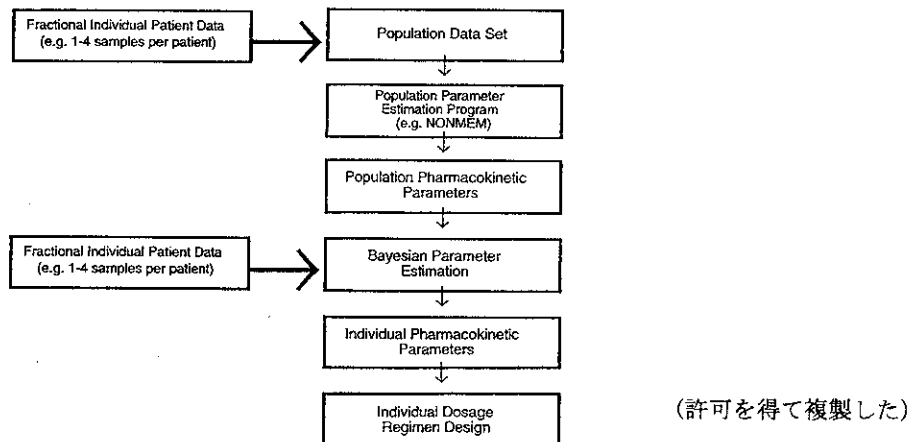 Fractional Individual Patient Data
(e.g. 1-4 samples per patient)
Population Data Set
Population Parameter
Estimation Program
(e.g. NONMEM)
Population Pharmacokinetic
Parameters
Fractional Individual Patient Data
(e.g. 1-4 samples per patient)
Bayesian Parameter
Estimation
Individual Pharmacokinetic
Parameters
Individual Dosage
Regimen Design
(許可を得て複製した)